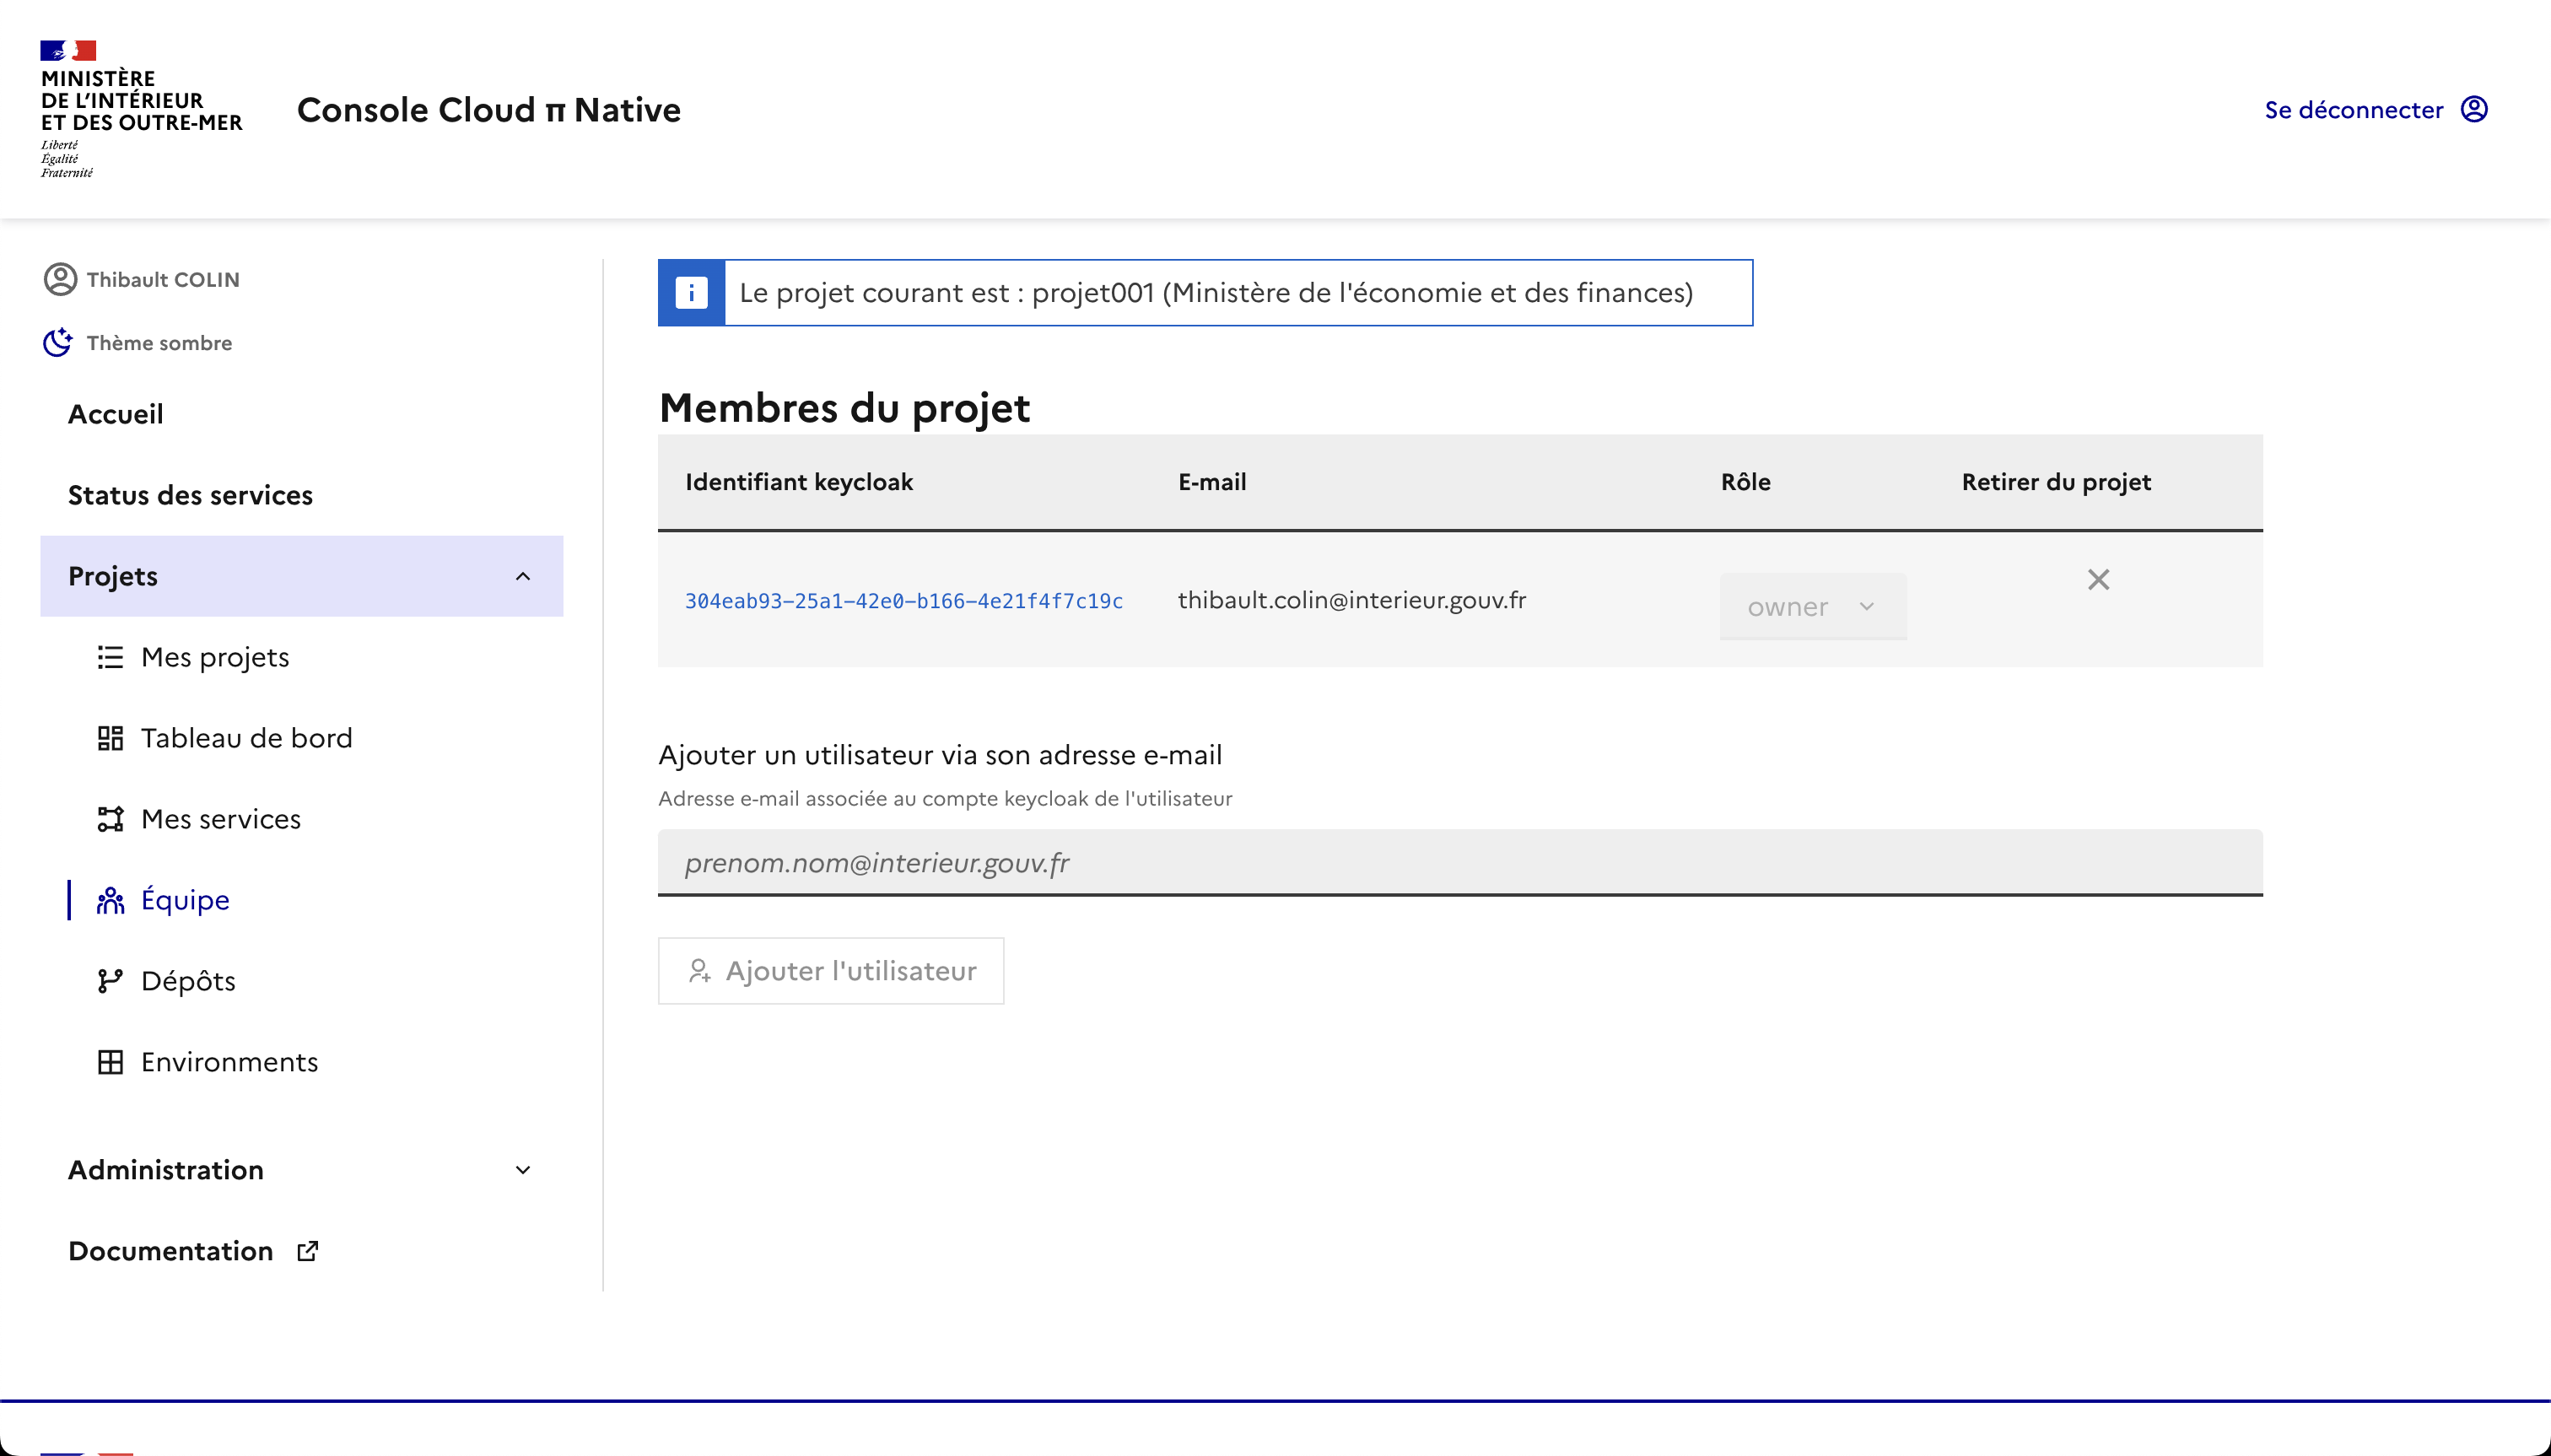 MINISTÈRE
DE L'INTÉRIEUR
ET DES OUTRE-MER
Liberté
Égalité
Fraternité
Console Cloud π Native
Se déconnecter
Thibault COLIN
Thème sombre
Accueil
Status des services
Projets
Mes projets
Tableau de bord
Mes services
Équipe
Dépôts
Environments
Administration
Documentation
Le projet courant est : projet001 (Ministère de l'économie et des finances)
Membres du projet
Identifiant keycloak E-mail Rôle Retirer du projet
304eab93-25a1-42e0-b166-4e21f4f7c19c thibault.colin@interieur.gouv.fr owner
Ajouter un utilisateur via son adresse e-mail
Adresse e-mail associée au compte keycloak de l'utilisateur
prenom.nom@interieur.gouv.fr
Ajouter l'utilisateur